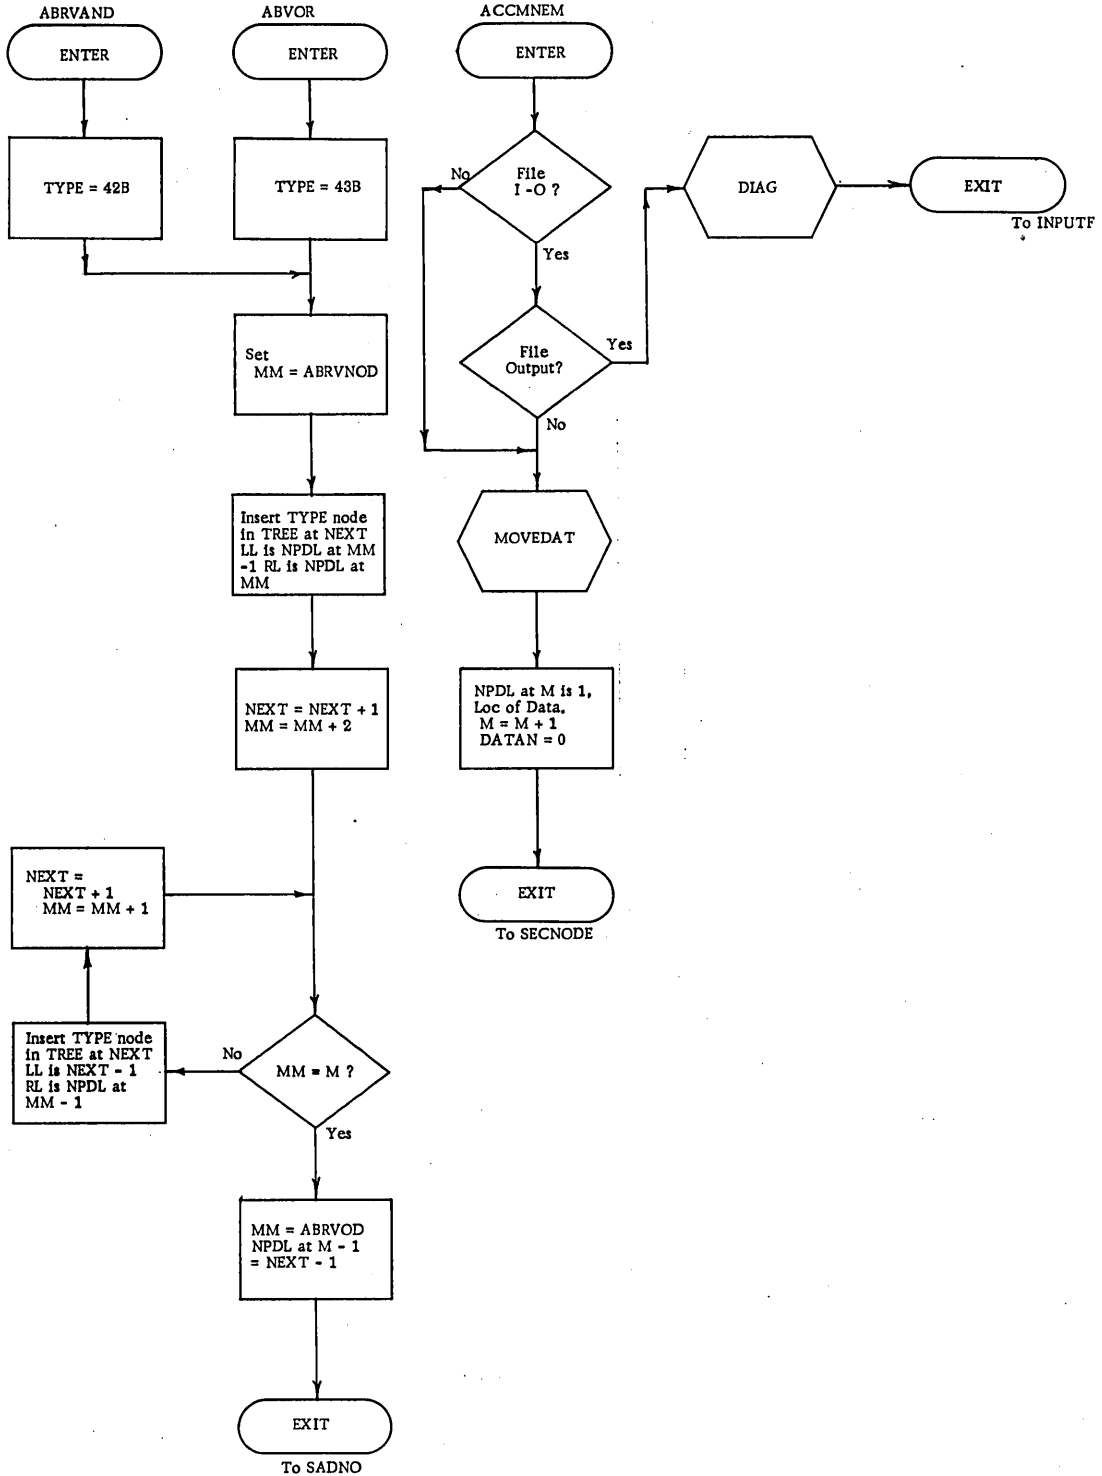 ABRVAND
ENTER
TYPE = 42B
ABVOR
ENTER
TYPE = 43B
Set
MM = ABRVNOD
Insert TYPE node
in TREE at NEXT
LL is NPDL at MM
-1 RL is NPDL at
MM
NEXT = NEXT + 1
MM = MM + 2
NEXT =
NEXT + 1
MM = MM + 1
Insert TYPE node
in TREE at NEXT
LL is NEXT - 1
RL is NPDL at
MM - 1
No
MM = M ?
Yes
MM = ABRVOD
NPDL at M - 1
= NEXT - 1
EXIT
To SADNO
ACCMNEM
ENTER
No
File
I -O ?
Yes
File
Output?
Yes
No
DIAG
EXIT
To INPUTF
MOVEDAT
NPDL at M is 1,
Loc of Data.
M = M + 1
DATAN = 0
EXIT
To SECNODE